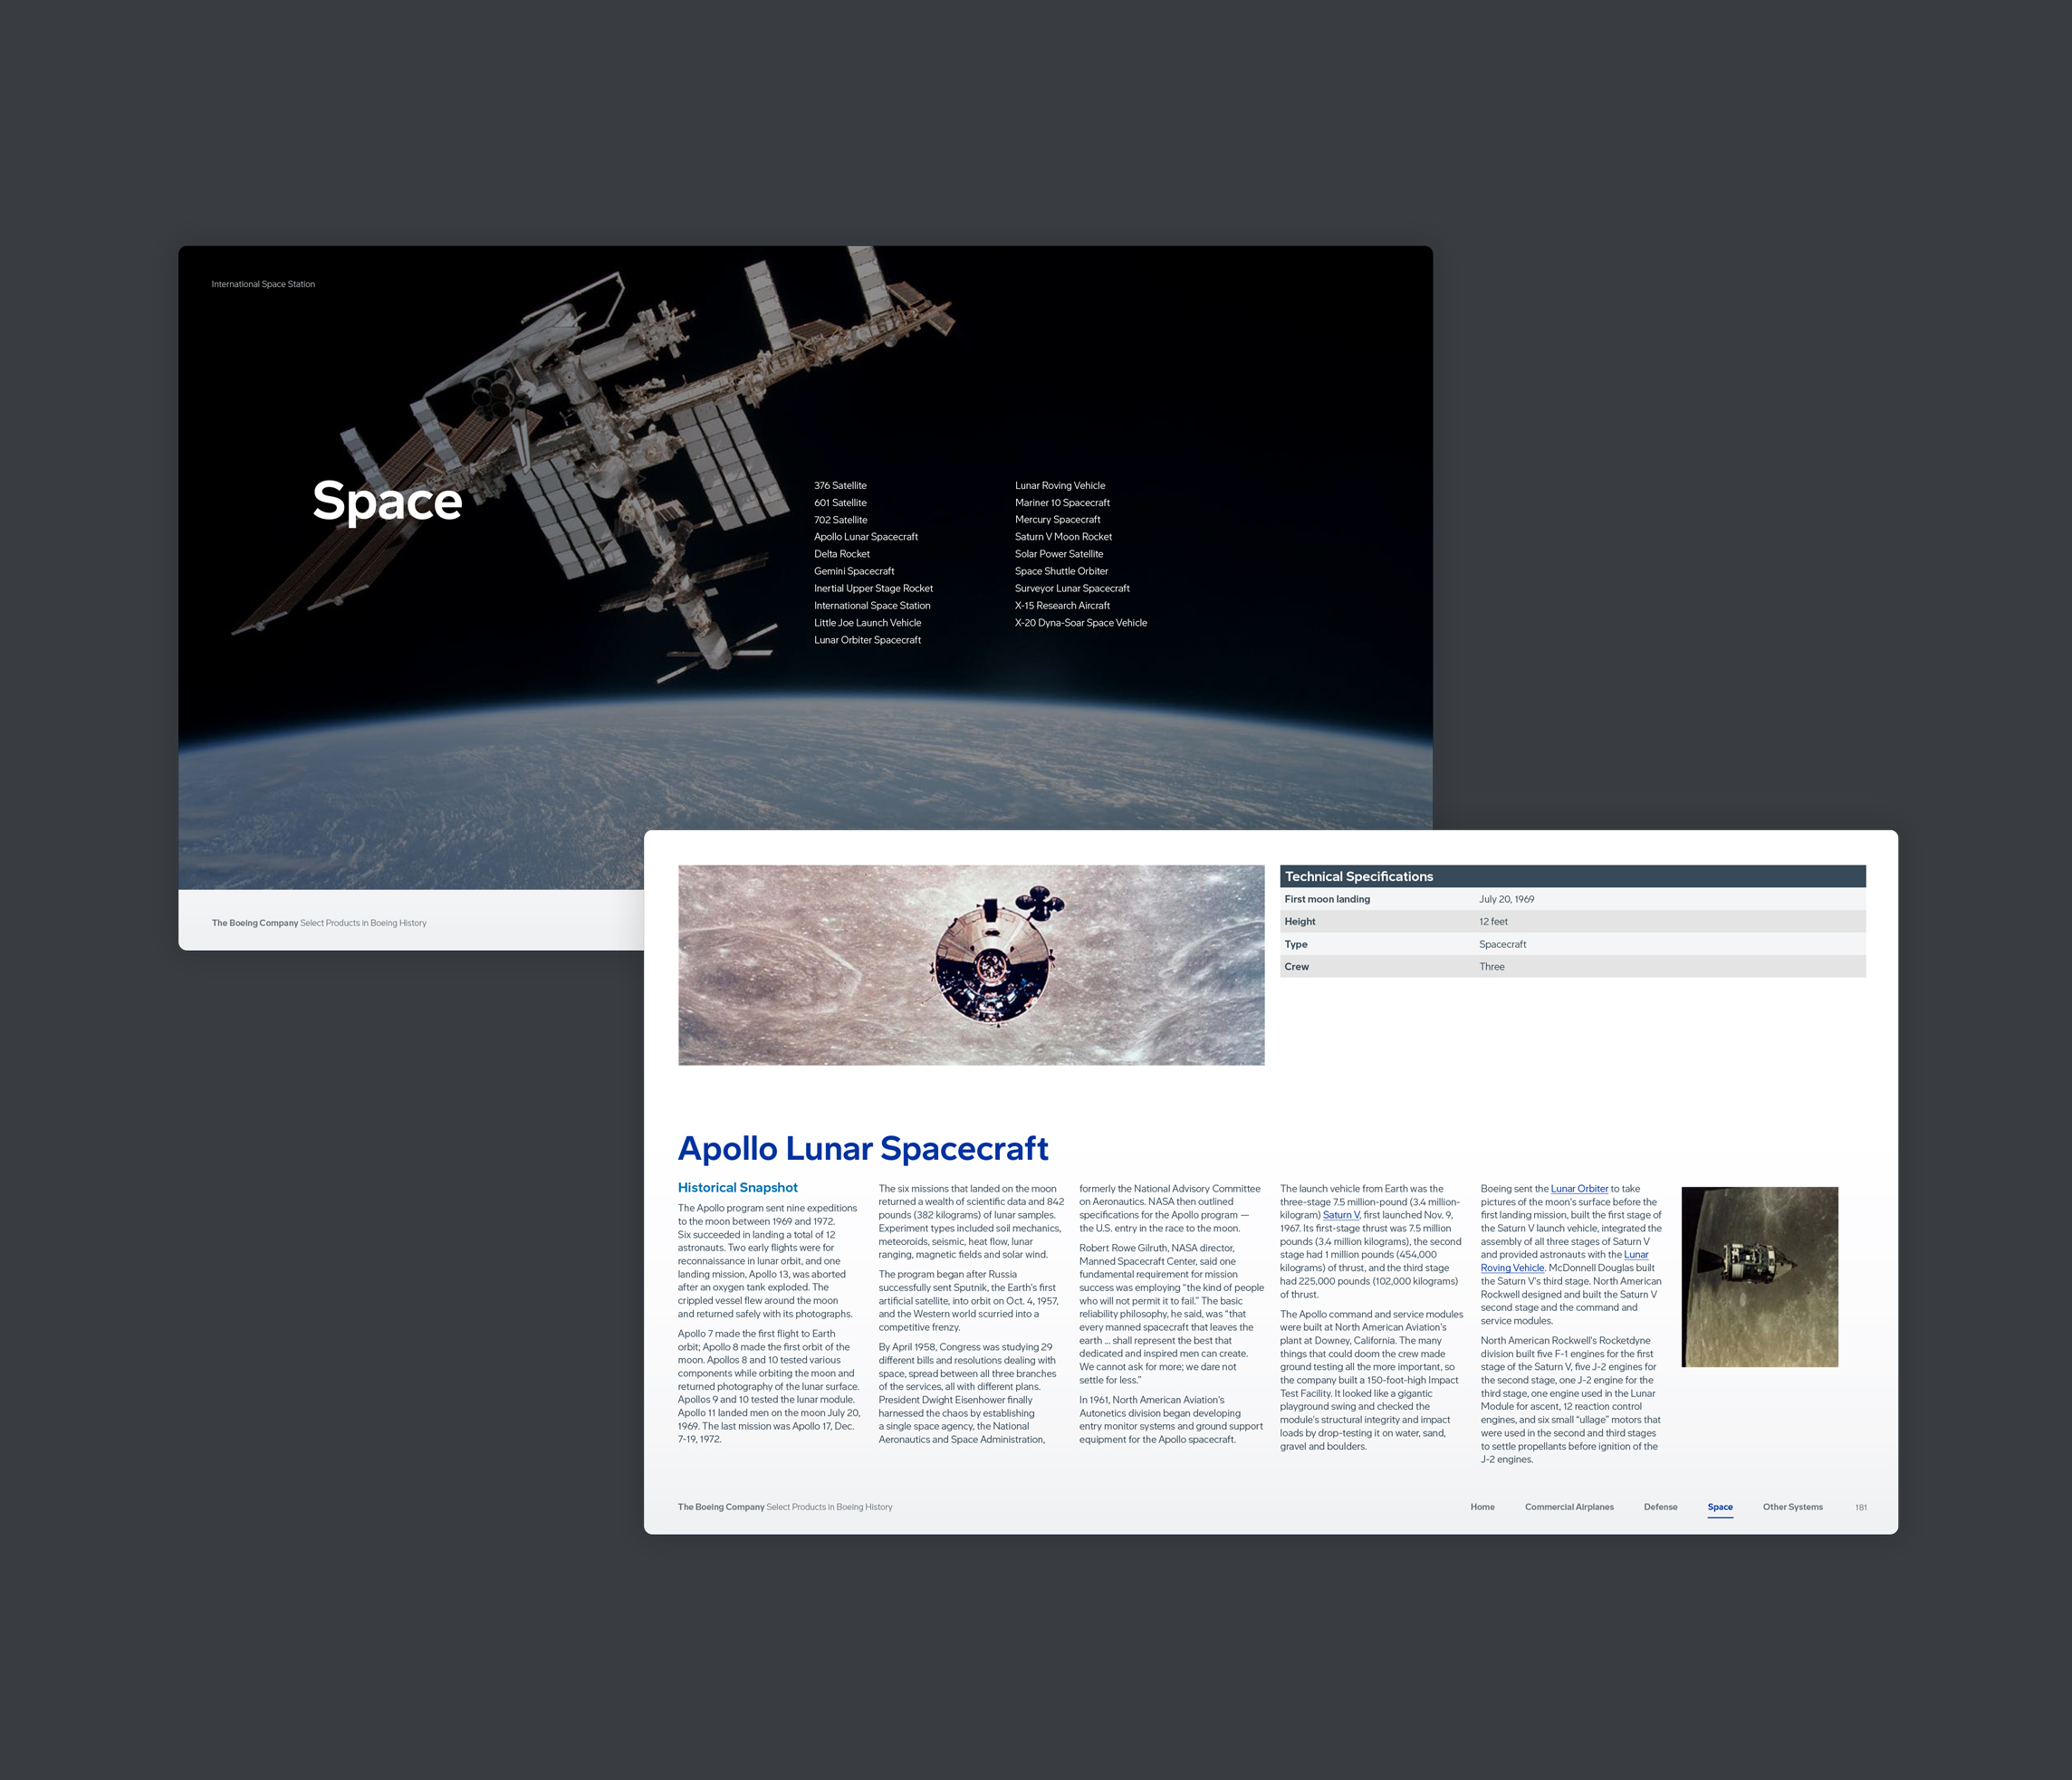 International Space Station
Space
376 Satellite
601 Satellite
702 Satellite
Apollo Lunar Spacecraft
Delta Rocket
Gemini Spacecraft
Inertial Upper Stage Rocket
International Space Station
Little Joe Launch Vehicle
Lunar Orbiter Spacecraft
Lunar Roving Vehicle
Mariner 10 Spacecraft
Mercury Spacecraft
Saturn V Moon Rocket
Solar Power Satellite
Space Shuttle Orbiter
Surveyor Lunar Spacecraft
X-15 Research Aircraft
X-20 Dyna-Soar Space Vehicle
The Boeing Company Select Products in Boeing History
Technical Specifications
First moon landing July 20, 1969
Height 12 feet
Type Spacecraft
Crew Three
Apollo Lunar Spacecraft
Historical Snapshot
The Apollo program sent nine expeditions
to the moon between 1969 and 1972.
Six succeeded in landing a total of 12
astronauts. Two early flights were for
reconnaissance in lunar orbit, and one
landing mission, Apollo 13, was aborted
after an oxygen tank exploded. The
crippled vessel flew around the moon
and returned safely with its photographs.
Apollo 7 made the first flight to Earth
orbit; Apollo 8 made the first orbit of the
moon. Apollos 8 and 10 tested various
components while orbiting the moon and
returned photography of the lunar surface.
Apollos 9 and 10 tested the lunar module.
Apollo 11 landed men on the moon July 20,
1969. The last mission was Apollo 17, Dec.
7-19, 1972.
The six missions that landed on the moon
returned a wealth of scientific data and 842
pounds (382 kilograms) of lunar samples.
Experiment types included soil mechanics,
meteoroids, seismic, heat flow, lunar
ranging, magnetic fields and solar wind.
The program began after Russia
successfully sent Sputnik, the Earth's first
artificial satellite, into orbit on Oct. 4, 1957,
and the Western world scurried into a
competitive frenzy.
By April 1958, Congress was studying 29
different bills and resolutions dealing with
space, spread between all three branches
of the services, all with different plans.
President Dwight Eisenhower finally
harnessed the chaos by establishing
a single space agency, the National
Aeronautics and Space Administration,
formerly the National Advisory Committee
on Aeronautics. NASA then outlined
specifications for the Apollo program —
the U.S. entry in the race to the moon.
Robert Rowe Gilruth, NASA director,
Manned Spacecraft Center, said one
fundamental requirement for mission
success was employing “the kind of people
who will not permit it to fail.” The basic
reliability philosophy, he said, was “that
every manned spacecraft that leaves the
earth ... shall represent the best that
dedicated and inspired men can create.
We cannot ask for more; we dare not
settle for less.”
In 1961, North American Aviation's
Autonetics division began developing
entry monitor systems and ground support
equipment for the Apollo spacecraft.
The launch vehicle from Earth was the
three-stage 7.5 million-pound (3.4 million-
kilogram) Saturn V, first launched Nov. 9,
1967. Its first-stage thrust was 7.5 million
pounds (3.4 million kilograms), the second
stage had 1 million pounds (454,000
kilograms) of thrust, and the third stage
had 225,000 pounds (102,000 kilograms)
of thrust.
The Apollo command and service modules
were built at North American Aviation's
plant at Downey, California. The many
things that could doom the crew made
ground testing all the more important, so
the company built a 150-foot-high Impact
Test Facility. It looked like a gigantic
playground swing and checked the
module's structural integrity and impact
loads by drop-testing it on water, sand,
gravel and boulders.
Boeing sent the Lunar Orbiter to take
pictures of the moon's surface before the
first landing mission, built the first stage of
the Saturn V launch vehicle, integrated the
assembly of all three stages of Saturn V
and provided astronauts with the Lunar
Roving Vehicle. McDonnell Douglas built
the Saturn V's third stage. North American
Rockwell designed and built the Saturn V
second stage and the command and
service modules.
North American Rockwell's Rocketdyne
division built five F-1 engines for the first
stage of the Saturn V, five J-2 engines for
the second stage, one J-2 engine for the
third stage, one engine used in the Lunar
Module for ascent, 12 reaction control
engines, and six small “ullage” motors that
were used in the second and third stages
to settle propellants before ignition of the
J-2 engines.
The Boeing Company Select Products in Boeing History
Home Commercial Airplanes Defense Space Other Systems 181